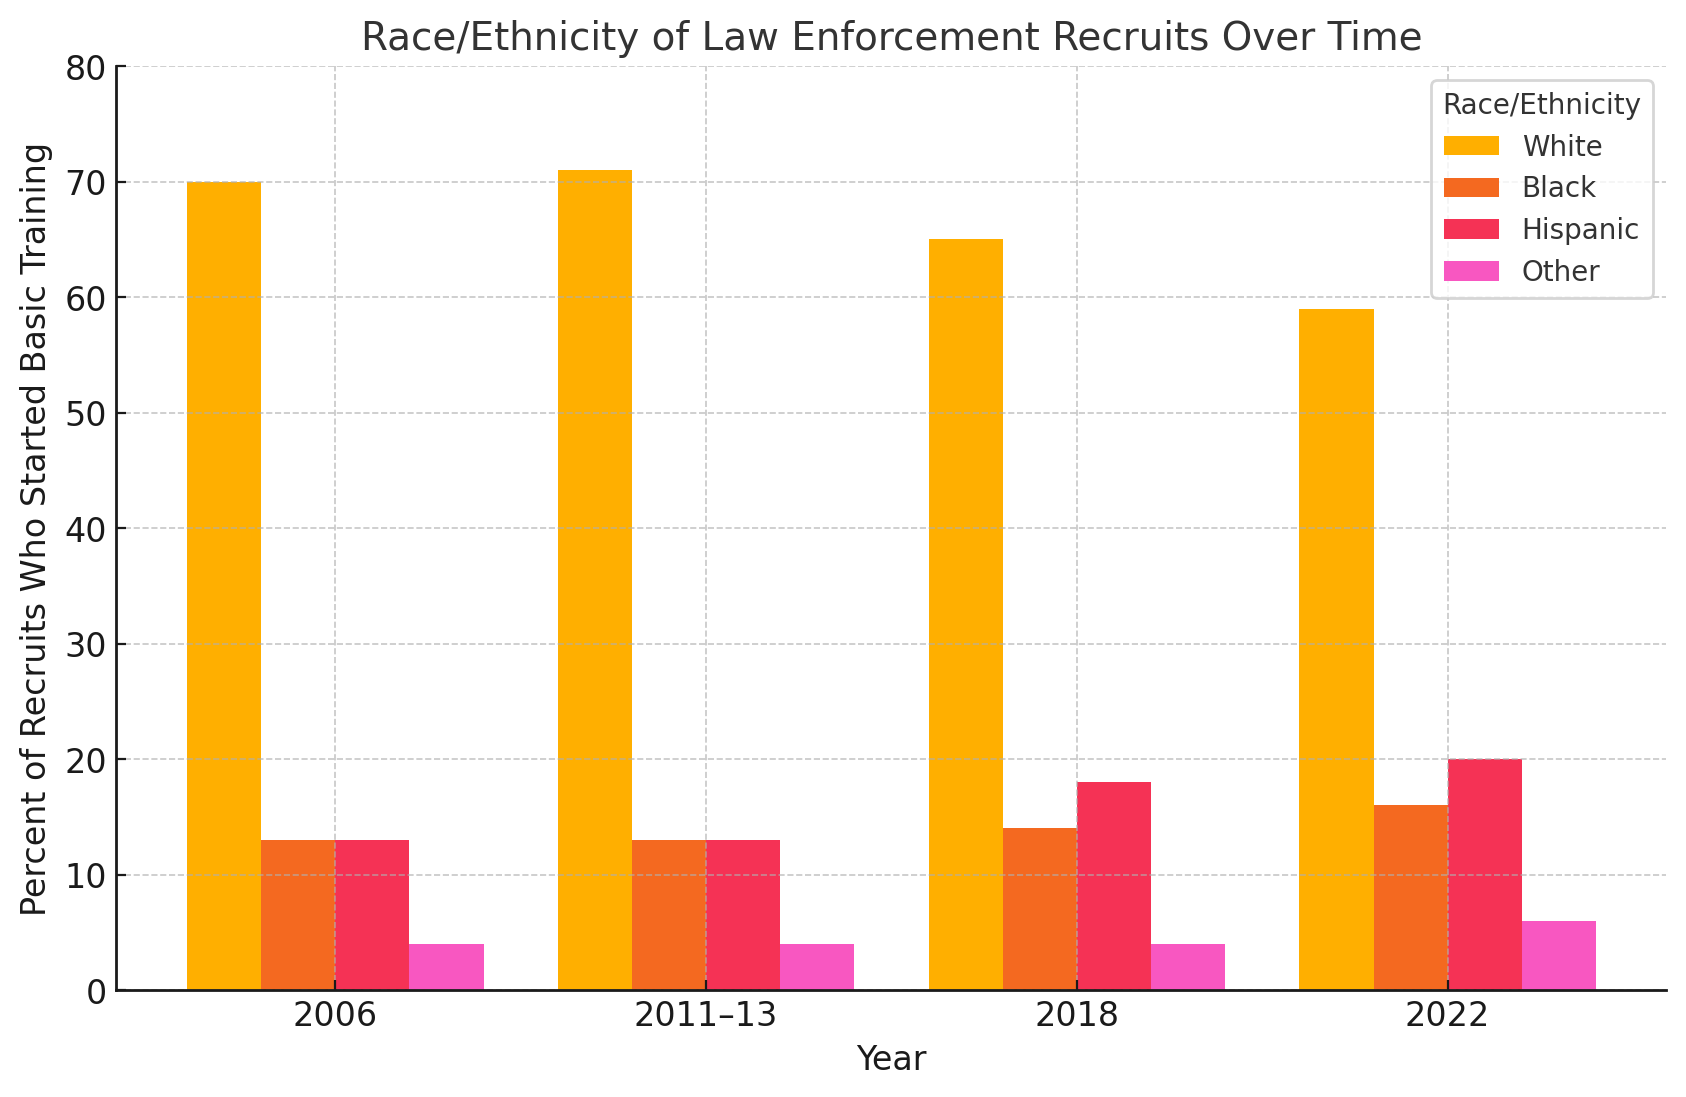 Race/Ethnicity of Law Enforcement Recruits Over Time
Percent of Recruits Who Started Basic Training
80
70
60
50
40
30
20
10
0
Race/Ethnicity
White
Black
Hispanic
Other
2006
2011–13
2018
2022
Year